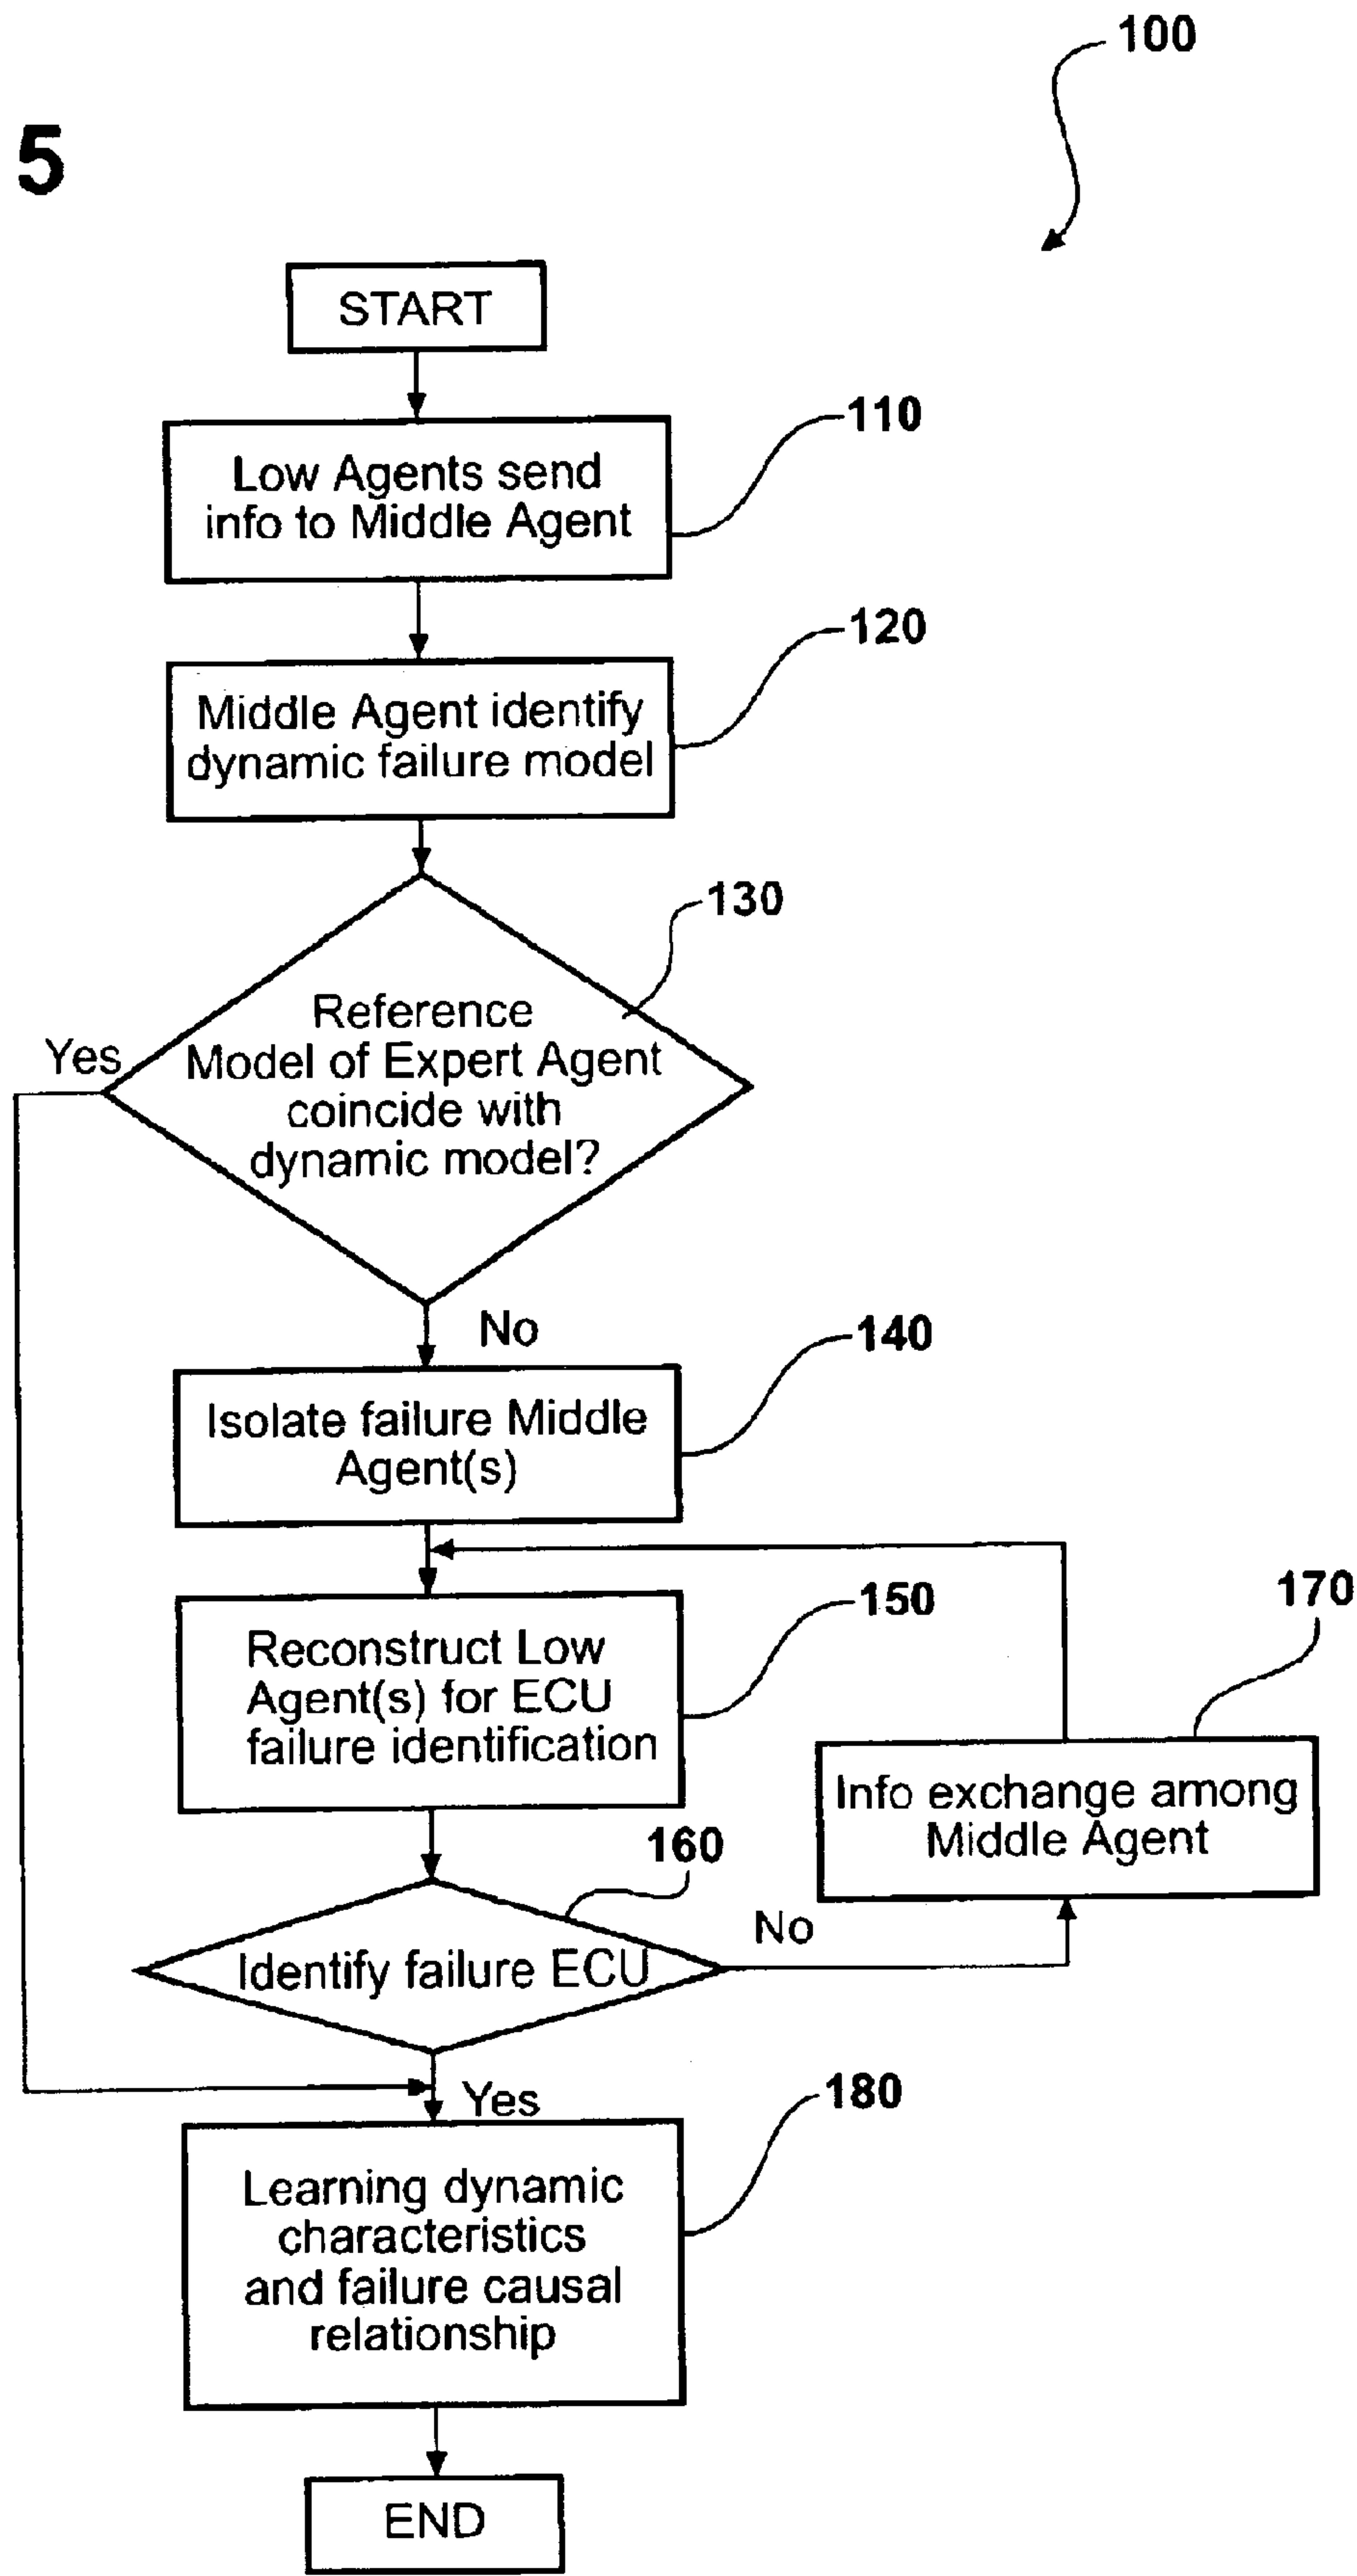 100
5
START
110
Low Agents send
info to Middle Agent
120
Middle Agent identify
dynamic failure model
130
Reference
Model of Expert Agent
coincide with
dynamic model?
Yes
No
140
Isolate failure Middle
Agent(s)
150
Reconstruct Low
Agent(s) for ECU
failure identification
170
Info exchange among
Middle Agent
160
Identify failure ECU
No
Yes
180
Learning dynamic
characteristics
and failure causal
relationship
END